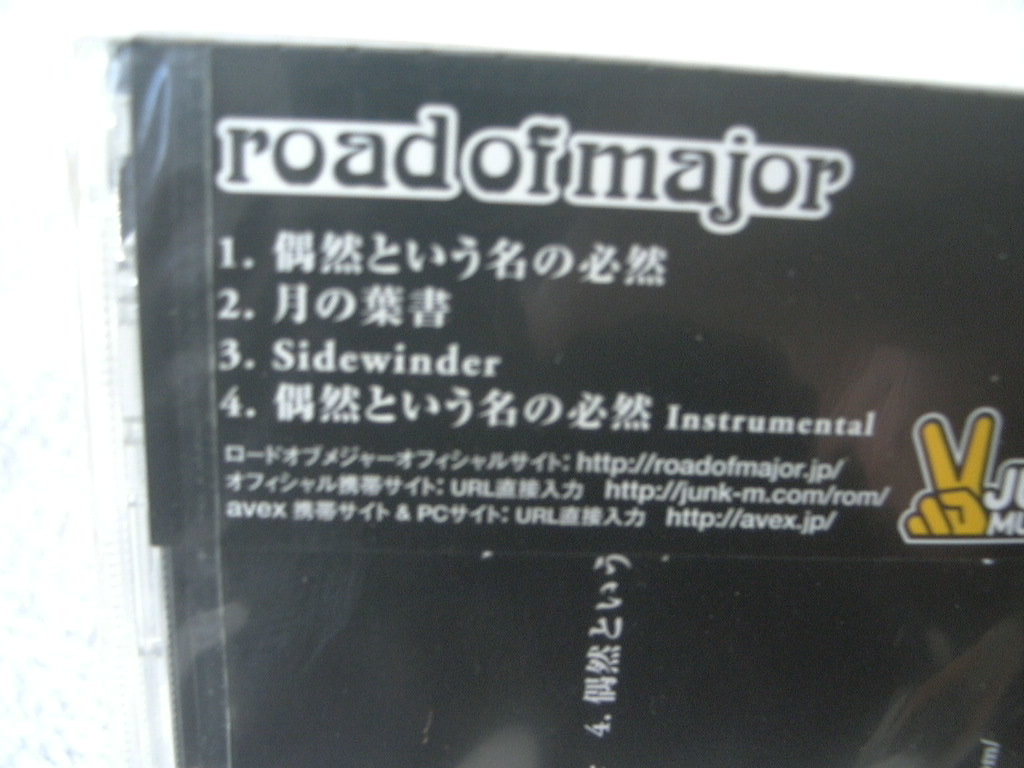 road of major
1. 偶然という名の必然
2. 月の葉書
3. Sidewinder
4. 偶然という名の必然 Instrumental
ロードオブメジャーオフィシャルサイト: http://roadofmajor.jp/
オフィシャル携帯サイト: URL直接入力 http://junk-m.com/rom/
avex 携帯サイト & PCサイト: URL直接入力 http://avex.jp/
JU
MU
4. 偶然という
om/